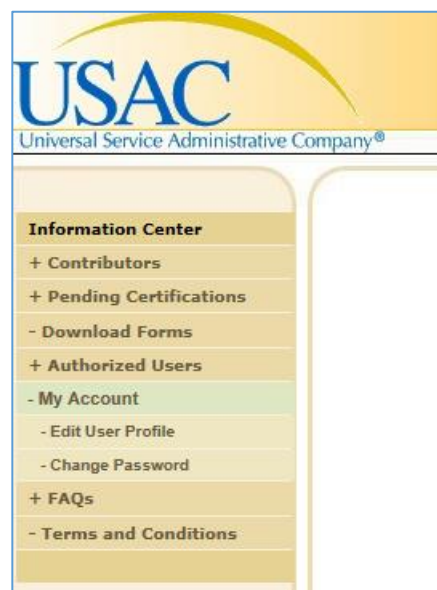 USAC
Universal Service Administrative Company®
Information Center
+ Contributors
+ Pending Certifications
- Download Forms
+ Authorized Users
- My Account
- Edit User Profile
- Change Password
+ FAQs
- Terms and Conditions